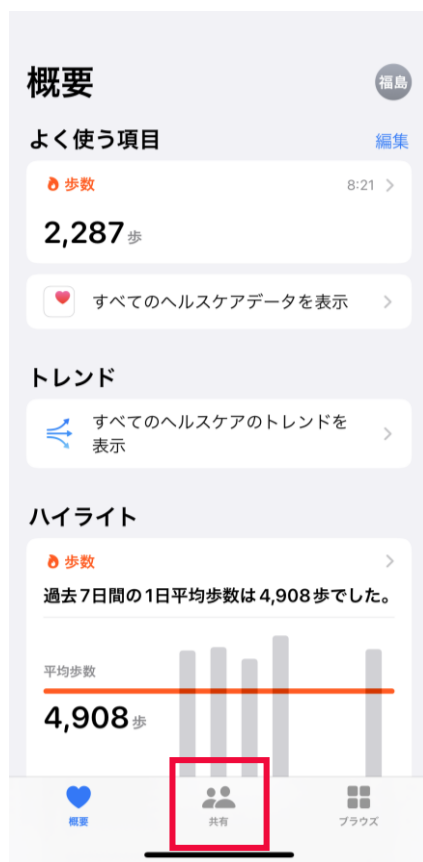 概要
福島
よく使う項目
編集
歩数
8:21
2,287歩
すべてのヘルスケアデータを表示
トレンド
すべてのヘルスケアのトレンドを
表示
ハイライト
歩数
過去7日間の1日平均歩数は4,908歩でした。
平均歩数
4,908歩
概要
共有
ブラウズ